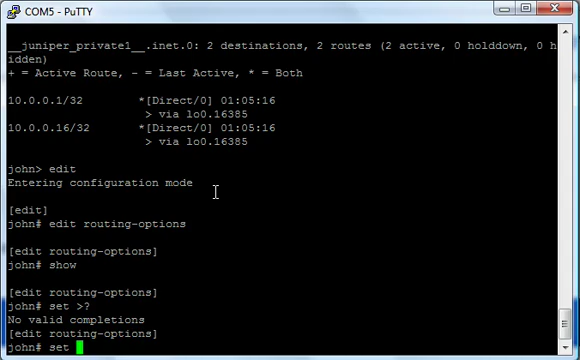 COM5 - PuTTY
__juniper_private1__.inet.0: 2 destinations, 2 routes (2 active, 0 holddown, 0 h
idden)
+ = Active Route, - = Last Active, * = Both
10.0.0.1/32 *[Direct/0] 01:05:16
> via lo0.16385
10.0.0.16/32 *[Direct/0] 01:05:16
> via lo0.16385
john> edit
Entering configuration mode
[edit]
john# edit routing-options
[edit routing-options]
john# show
[edit routing-options]
john# set >?
No valid completions
[edit routing-options]
john# set